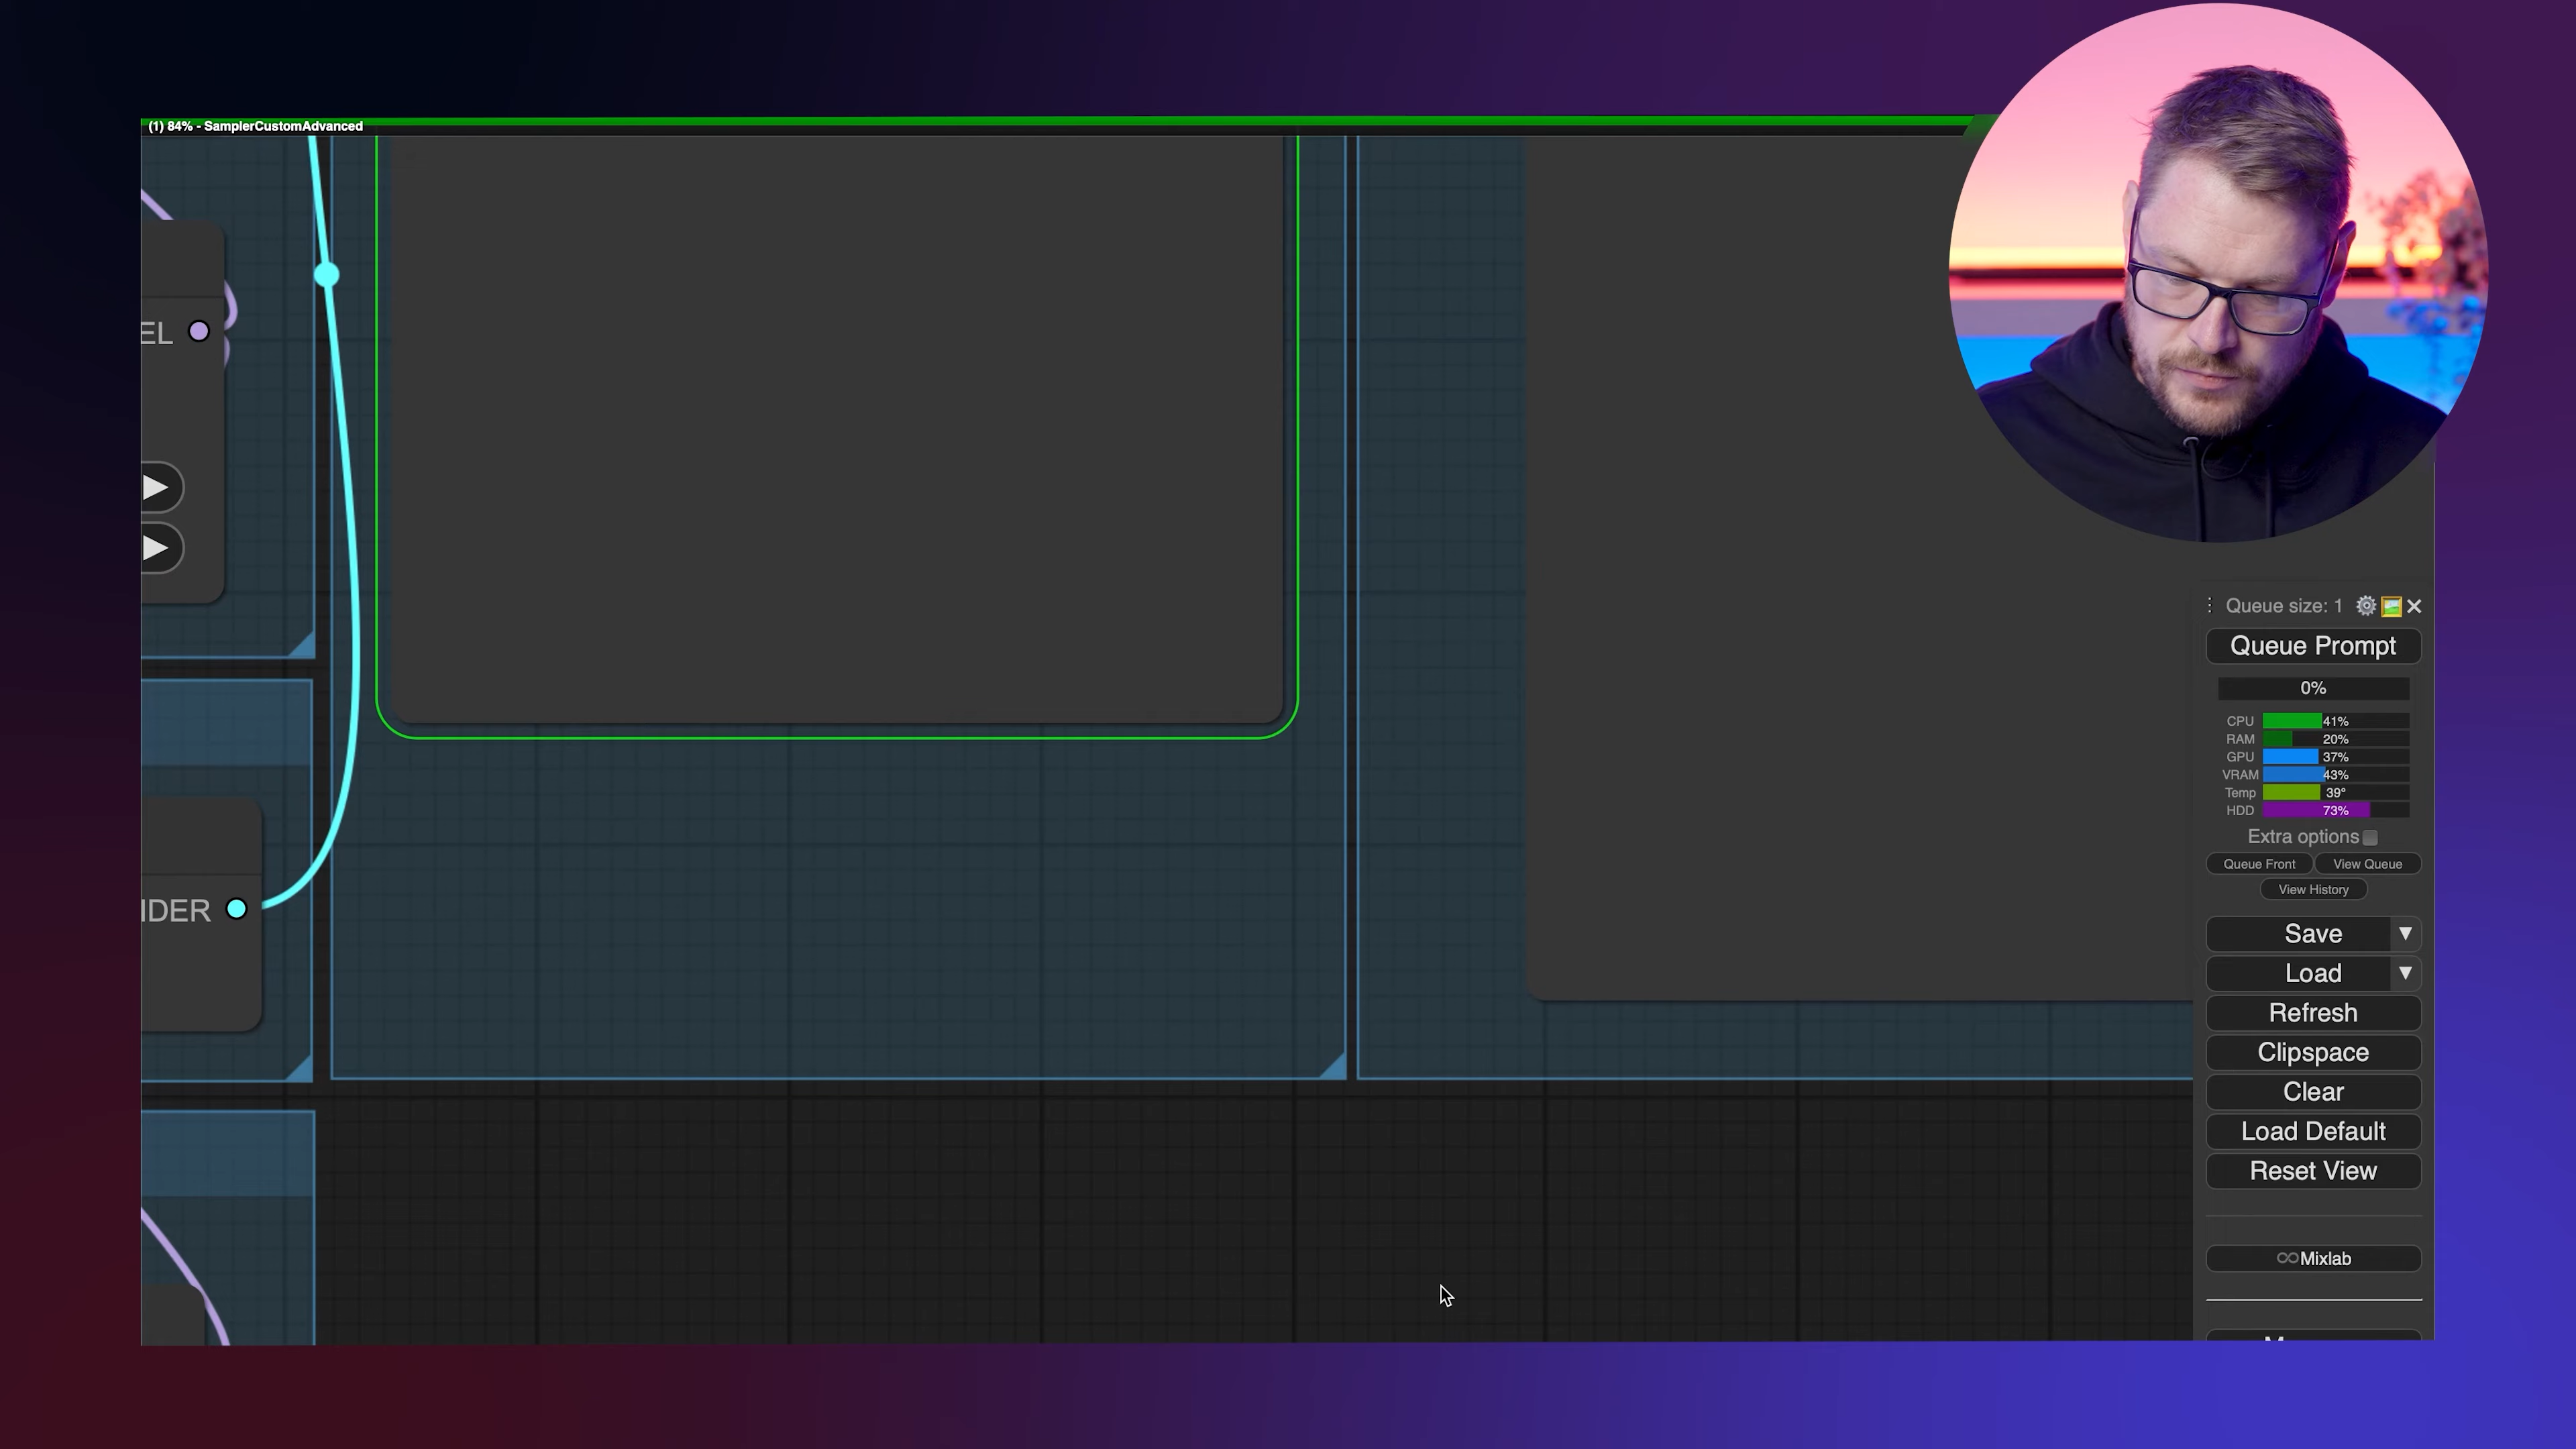 (1) 84% - SamplerCustomAdvanced
EL
IDER
Queue size: 1
Queue Prompt
0%
CPU 41%
RAM 20%
GPU 37%
VRAM 43%
Temp 39°
HDD 73%
Extra options
Queue Front View Queue
View History
Save
Load
Refresh
Clipspace
Clear
Load Default
Reset View
Mixlab